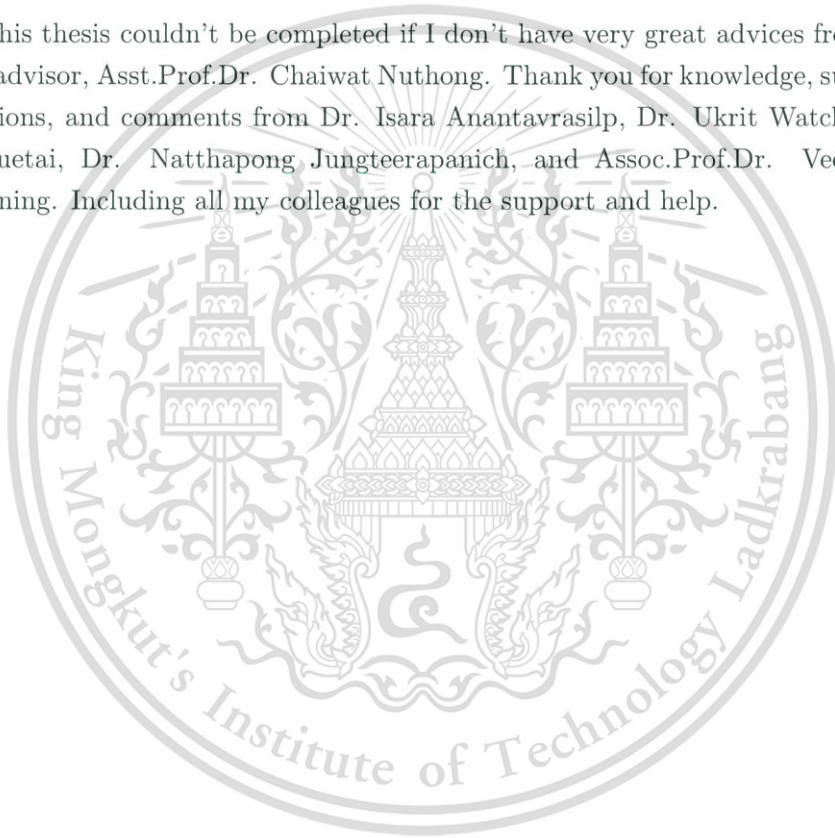 his thesis couldn't be completed if I don't have very great advices fr
advisor, Asst.Prof.Dr. Chaiwat Nuthong. Thank you for knowledge, su
ions, and comments from Dr. Isara Anantavrasilp, Dr. Ukrit Watch
uetai, Dr. Natthapong Jungteerapanich, and Assoc.Prof.Dr. Vee
ning. Including all my colleagues for the support and help.
King Mongkut's Institute of Technology Ladkrabang